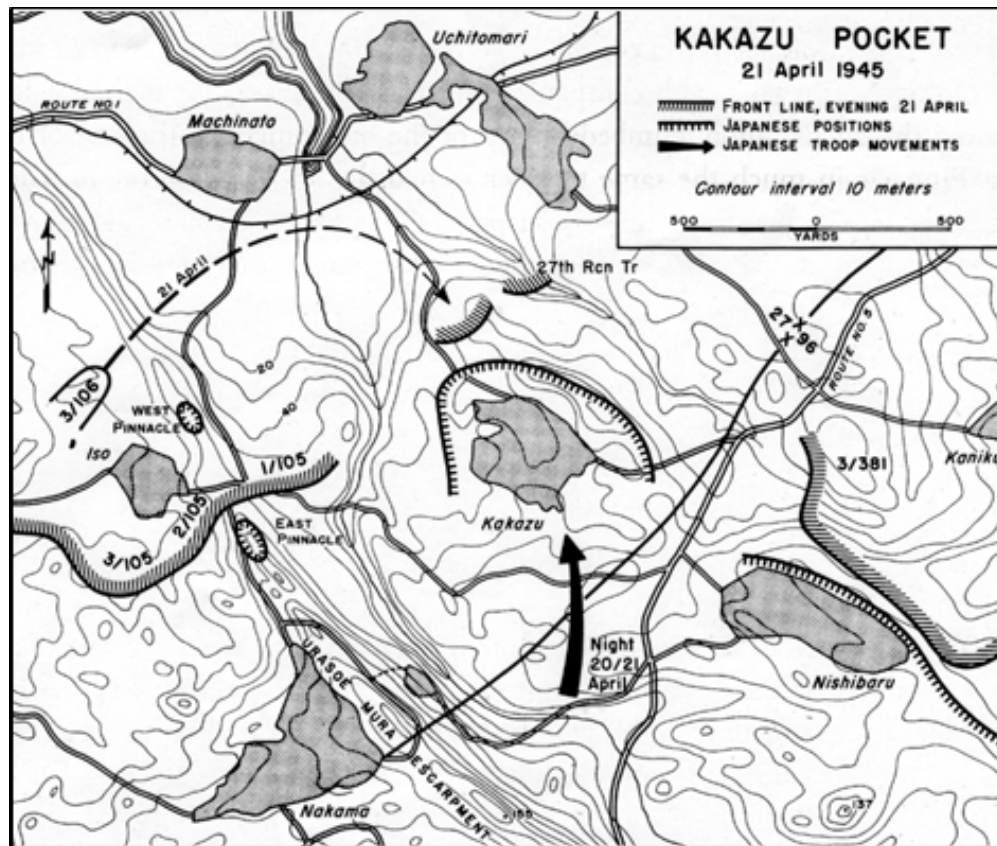 KAKAZU POCKET
21 April 1945
FRONT LINE, EVENING 21 APRIL
JAPANESE POSITIONS
JAPANESE TROOP MOVEMENTS
Contour interval 10 meters
500 0 500
YARDS
Uchitomari
ROUTE NO. 1
Machinato
21 April
27th Rcn Tr
27 X X 96
ROUTE NO. 5
20
40
3/106
WEST
PINNACLE
Iso
1/105
2/105
3/105
EAST
PINNACLE
Kakazu
3/381
Kaniku
Night
20/21
April
Nishibaru
URASOE
MURA
ESCARPMENT
Nakama
155
137